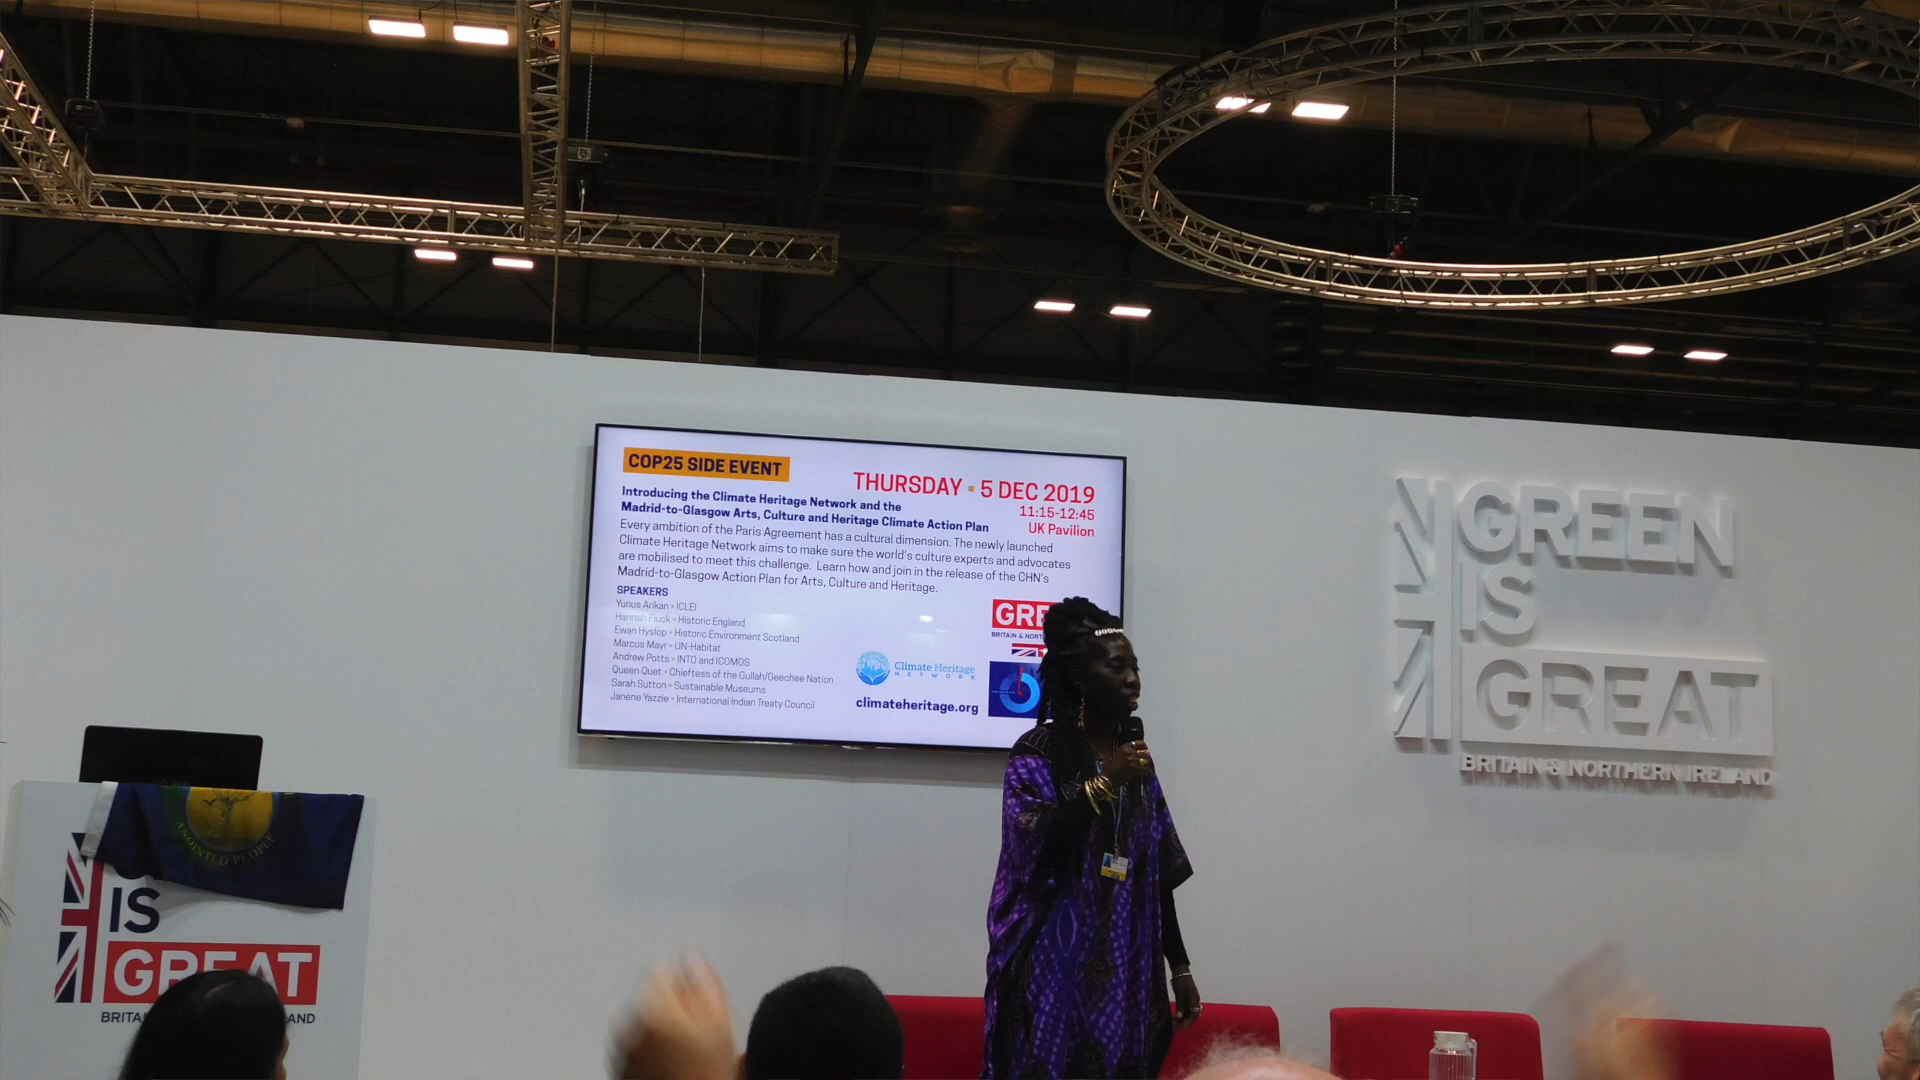 COP25 SIDE EVENT
THURSDAY ▪ 5 DEC 2019
11:15-12:45
UK Pavilion
Introducing the Climate Heritage Network and the
Madrid-to-Glasgow Arts, Culture and Heritage Climate Action Plan
Every ambition of the Paris Agreement has a cultural dimension. The newly launched
Climate Heritage Network aims to make sure the world's culture experts and advocates
are mobilised to meet this challenge. Learn how and join in the release of the CHN's
Madrid-to-Glasgow Action Plan for Arts, Culture and Heritage.
SPEAKERS
Yunus Arikan ▪ ICLEI
Hannah Fluck ▪ Historic England
Ewan Hyslop ▪ Historic Environment Scotland
Marcus Mayr ▪ UN-Habitat
Andrew Potts ▪ INTO and ICOMOS
Queen Quet ▪ Chieftess of the Gullah/Geechee Nation
Sarah Sutton ▪ Sustainable Museums
Janene Yazzie ▪ International Indian Treaty Council
Climate Heritage
NETWORK
climateheritage.org
GRE
BRITAIN & NORT
GREEN
IS
GREAT
BRITAIN & NORTHERN IRELAND
ANOINTED PEOPLE
IS
GREAT
BRITA
AND